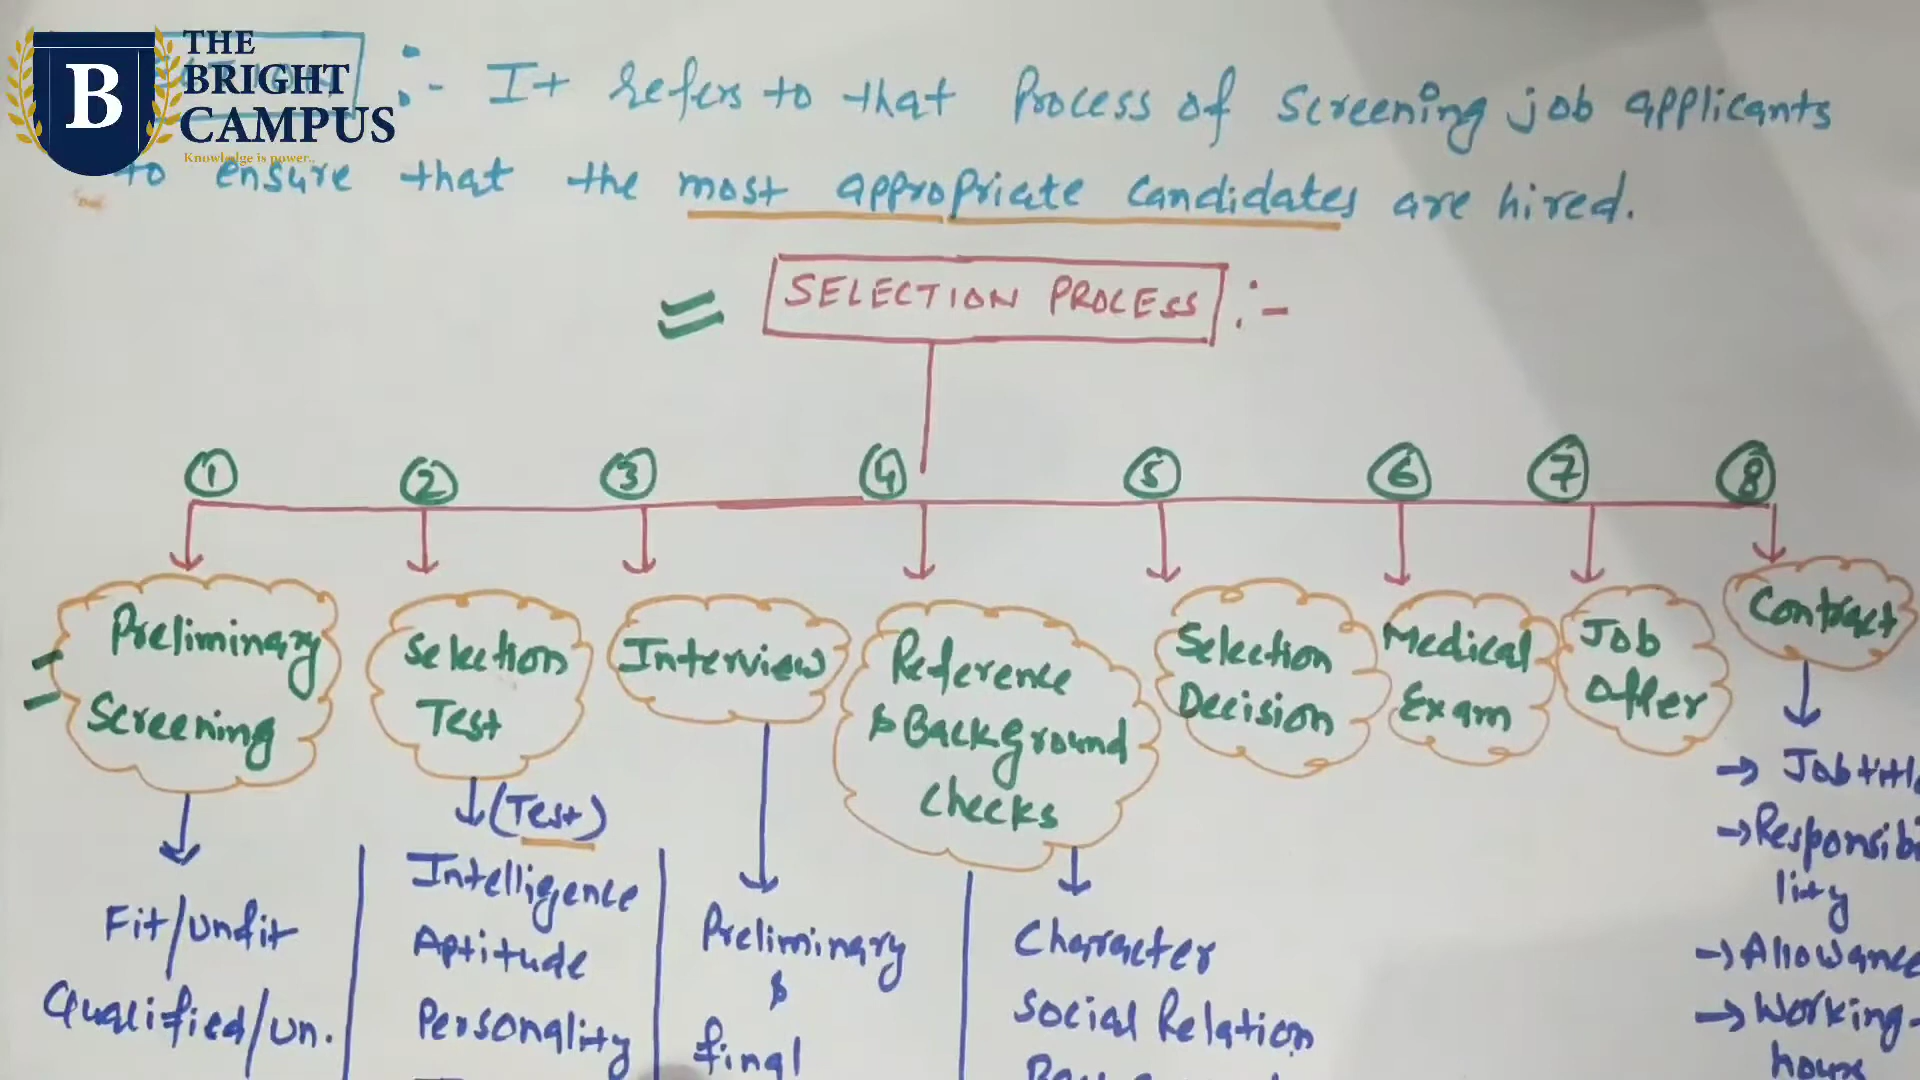 THE
BRIGHT
CAMPUS
Knowledge is power..
B
:- It refers to that Process of Screening job applicants
to ensure that the most appropriate candidates are hired.
SELECTION PROCESS :-
1 2 3 4 5 6 7 8
Preliminary
Screening
Selection
Test
Interview
Reference
& Background
Checks
Selection
Decision
Medical
Exam
Job
Offer
Contract
Fit/unfit
Qualified/un.
(Test)
Intelligence
Aptitude
Personality
Preliminary
&
final
Character
Social Relation
→ Job titl
→ Responsibi
lity
→ Allowance
→ Working-
hours